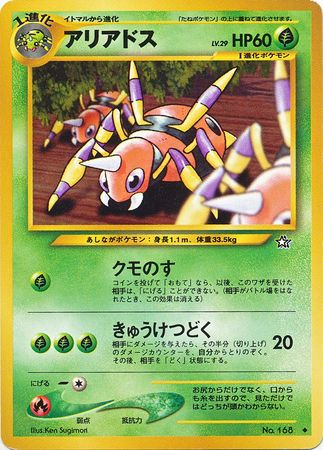 1進化
イトマルから進化
「たねポケモン」の上に重ねて進化させます。
アリアドス
LV.29 HP60
1進化ポケモン
あしながポケモン：身長1.1m、体重33.5kg
クモのす
コインを投げて「おもて」なら、以後、このワザを受けた
相手は、「にげる」ことができない。（相手がバトル場をはな
れたとき、この効果は消える）
きゅうけつどく
20
相手にダメージを与えたら、その半分（切り上げ）
のダメージカウンターを、自分からとりのぞく。
相手を「どく」状態にする。
にげる
弱点
抵抗力
お尻からだけでなく、口から
も糸を出すので、見ただけで
はどっちが頭かわからない。
Illus.Ken Sugimori
No. 168